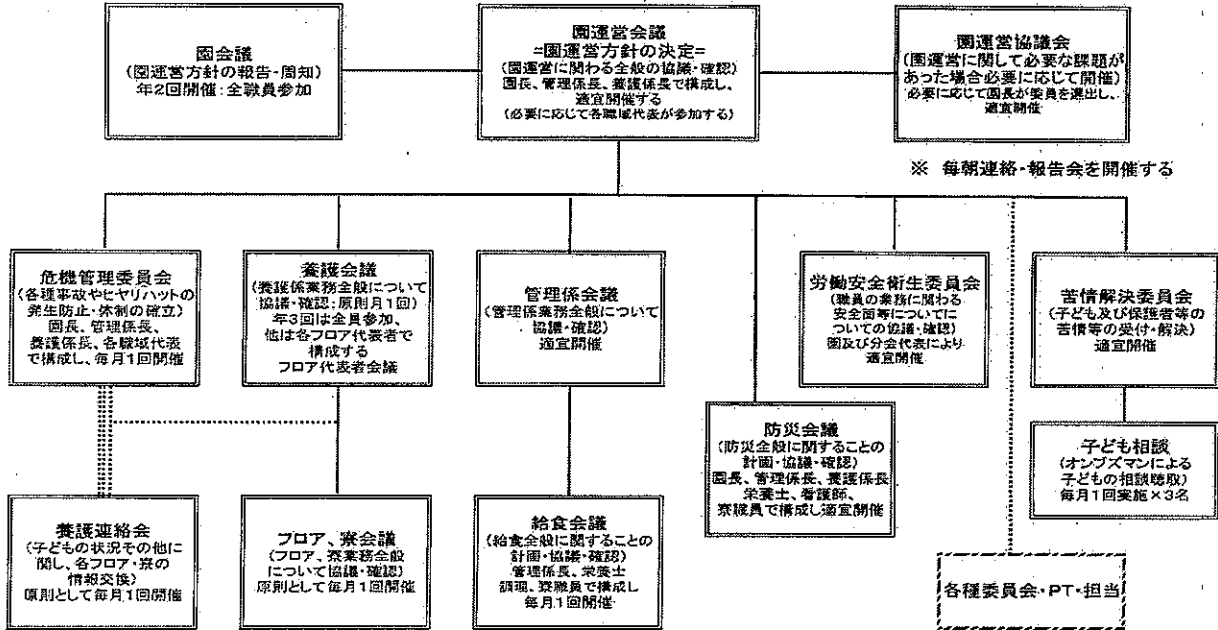 園会議
(園運営方針の報告・周知)
年2回開催:全職員参加
園運営会議
=園運営方針の決定=
(園運営に関わる全般の協議・確認)
園長、管理係長、養護係長で構成し、
適宜開催する
(必要に応じて各職域代表が参加する)
園運営協議会
(園運営に関して必要な課題が
あった場合必要に応じて開催)
必要に応じて園長が委員を選出し、
適宜開催
※ 毎朝連絡・報告会を開催する
危機管理委員会
(各種事故やヒヤリハットの
発生防止・体制の確立)
園長、管理係長、
養護係長、各職域代表
で構成し、毎月1回開催
養護会議
(養護係業務全般について
協議・確認:原則月1回)
年3回は全員参加、
他は各フロア代表者で
構成する
フロア代表者会議
管理係会議
(管理係業務全般について
協議・確認)
適宜開催
労働安全衛生委員会
(職員の業務に関わる
安全面等についてに
ついての協議・確認)
園及び分会代表により
適宜開催
苦情解決委員会
(子ども及び保護者等の
苦情等の受付・解決)
適宜開催
防災会議
(防災全般に関することの
計画・協議・確認)
園長、管理係長、養護係長
栄養士、看護師、
寮職員で構成し適宜開催
子ども相談
(オンブズマンによる
子どもの相談聴取)
毎月1回実施×3名
養護連絡会
(子どもの状況その他に
関し、各フロア・寮の
情報交換)
原則として毎月1回開催
フロア、寮会議
(フロア、寮業務全般
について協議・確認)
原則として毎月1回開催
給食会議
(給食全般に関することの
計画・協議・確認)
管理係長、栄養士
調理、寮職員で構成し
毎月1回開催
各種委員会・PT・担当